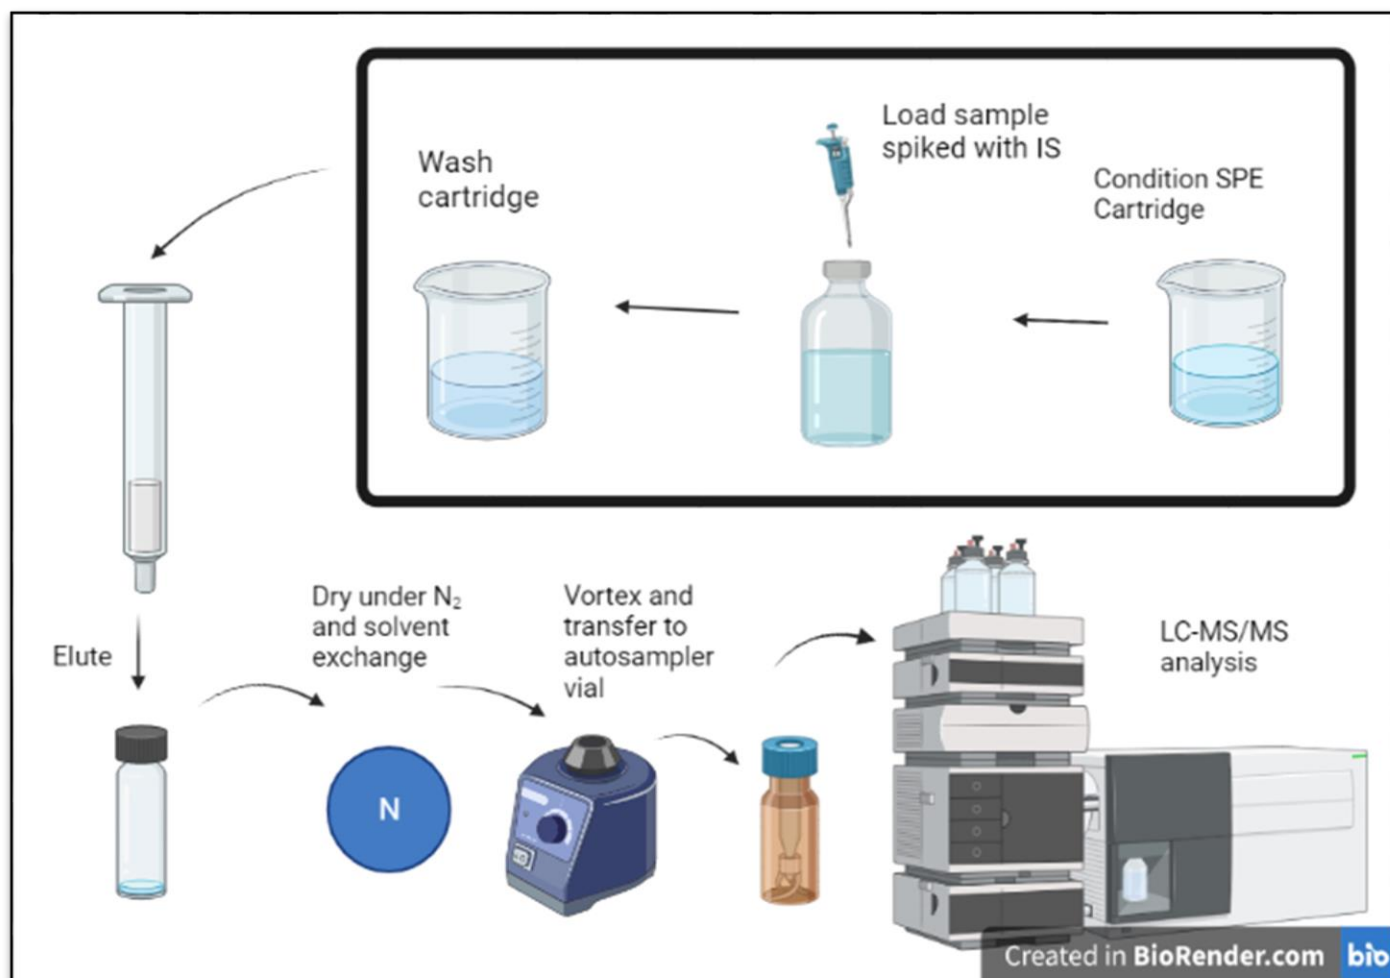 Wash
cartridge
Load sample
spiked with IS
Condition SPE
Cartridge
Elute
Dry under N₂
and solvent
exchange
Vortex and
transfer to
autosampler
vial
LC-MS/MS
analysis
N
Created in BioRender.com
bio